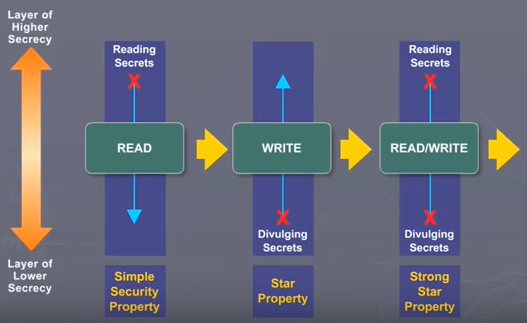 Layer of
Higher
Secrecy
Reading
Secrets
Reading
Secrets
READ
WRITE
READ/WRITE
Divulging
Secrets
Divulging
Secrets
Layer of
Lower
Secrecy
Simple
Security
Property
Star
Property
Strong
Star
Property